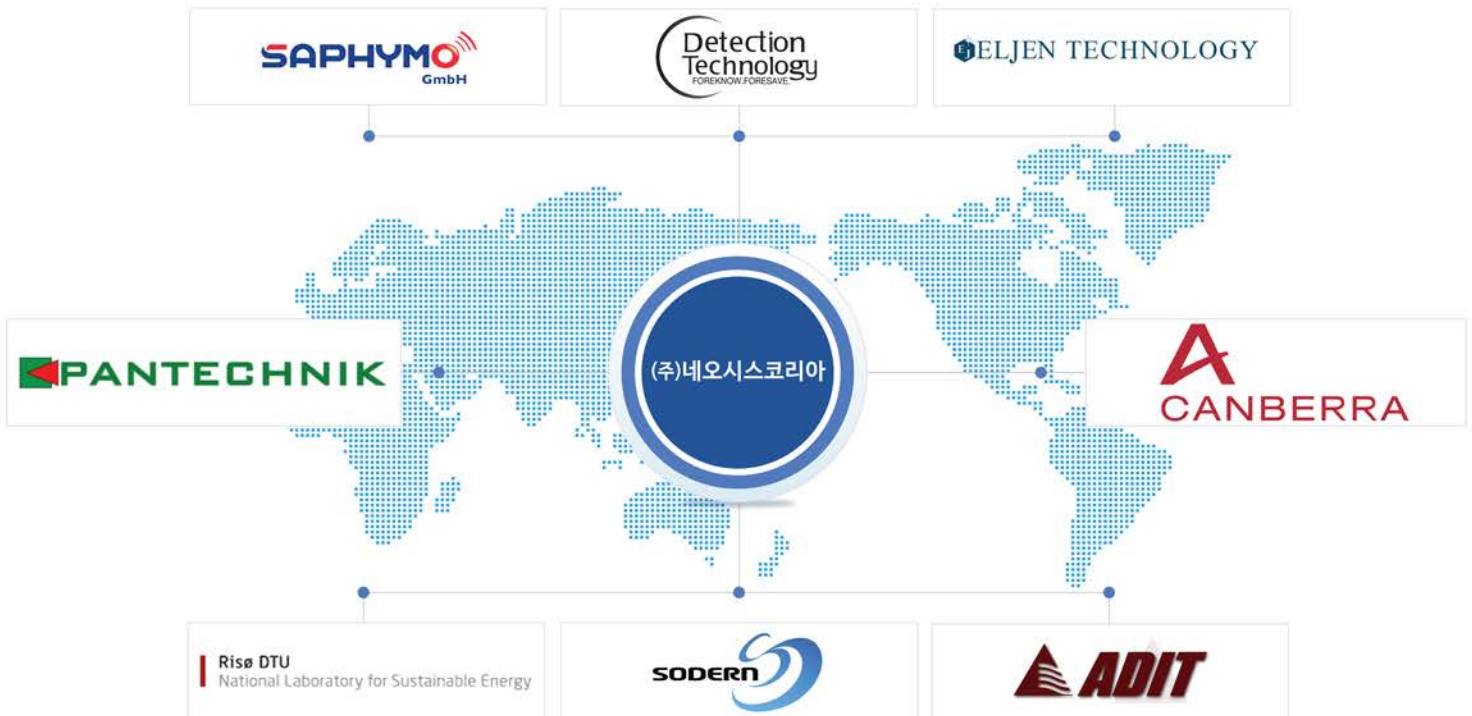 SAPHYMO
GmbH
Detection
Technology
FOREKNOW.FORESAVE.
EJ ELJEN TECHNOLOGY
PANTECHNIK
(주)네오시스코리아
CANBERRA
Risø DTU
National Laboratory for Sustainable Energy
SODERN
ADIT